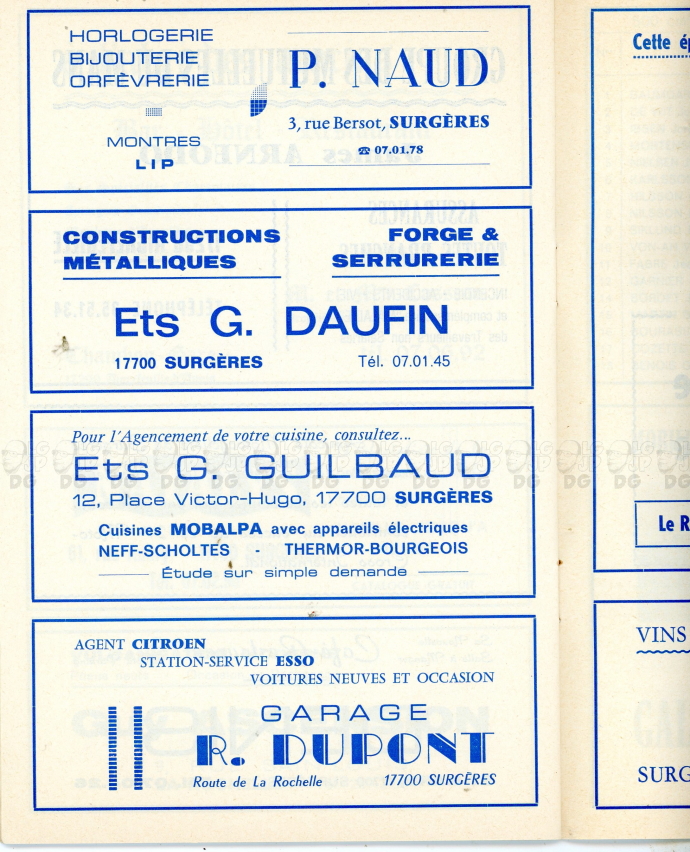 HORLOGERIE
BIJOUTERIE
ORFÈVRERIE
MONTRES
LIP
P. NAUD
3, rue Bersot, SURGÈRES
☎ 07.01.78
CONSTRUCTIONS
MÉTALLIQUES
FORGE &
SERRURERIE
Ets G. DAUFIN
17700 SURGÈRES Tél. 07.01.45
Pour l'Agencement de votre cuisine, consultez...
Ets G. GUILBAUD
12, Place Victor-Hugo, 17700 SURGÈRES
Cuisines MOBALPA avec appareils électriques
NEFF-SCHOLTES - THERMOR-BOURGEOIS
Étude sur simple demande
AGENT CITROEN
STATION-SERVICE ESSO
VOITURES NEUVES ET OCCASION
GARAGE
R. DUPONT
Route de La Rochelle 17700 SURGÈRES
Cette
Le
VINS